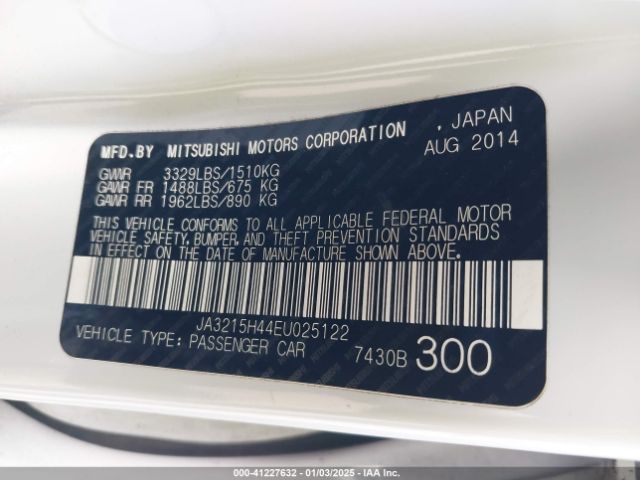 MFD.BY MITSUBISHI MOTORS CORPORATION , JAPAN
AUG 2014
GVWR 3329LBS/1510KG
GAWR FR 1488LBS/675 KG
GAWR RR 1962LBS/890 KG
THIS VEHICLE CONFORMS TO ALL APPLICABLE FEDERAL MOTOR
VEHICLE SAFETY, BUMPER, AND THEFT PREVENTION STANDARDS
IN EFFECT ON THE DATE OF MANUFACTURE SHOWN ABOVE.
JA3215H44EU025122
VEHICLE TYPE: PASSENGER CAR 7430B 300
000-41227632 - 01/03/2025 - IAA Inc.